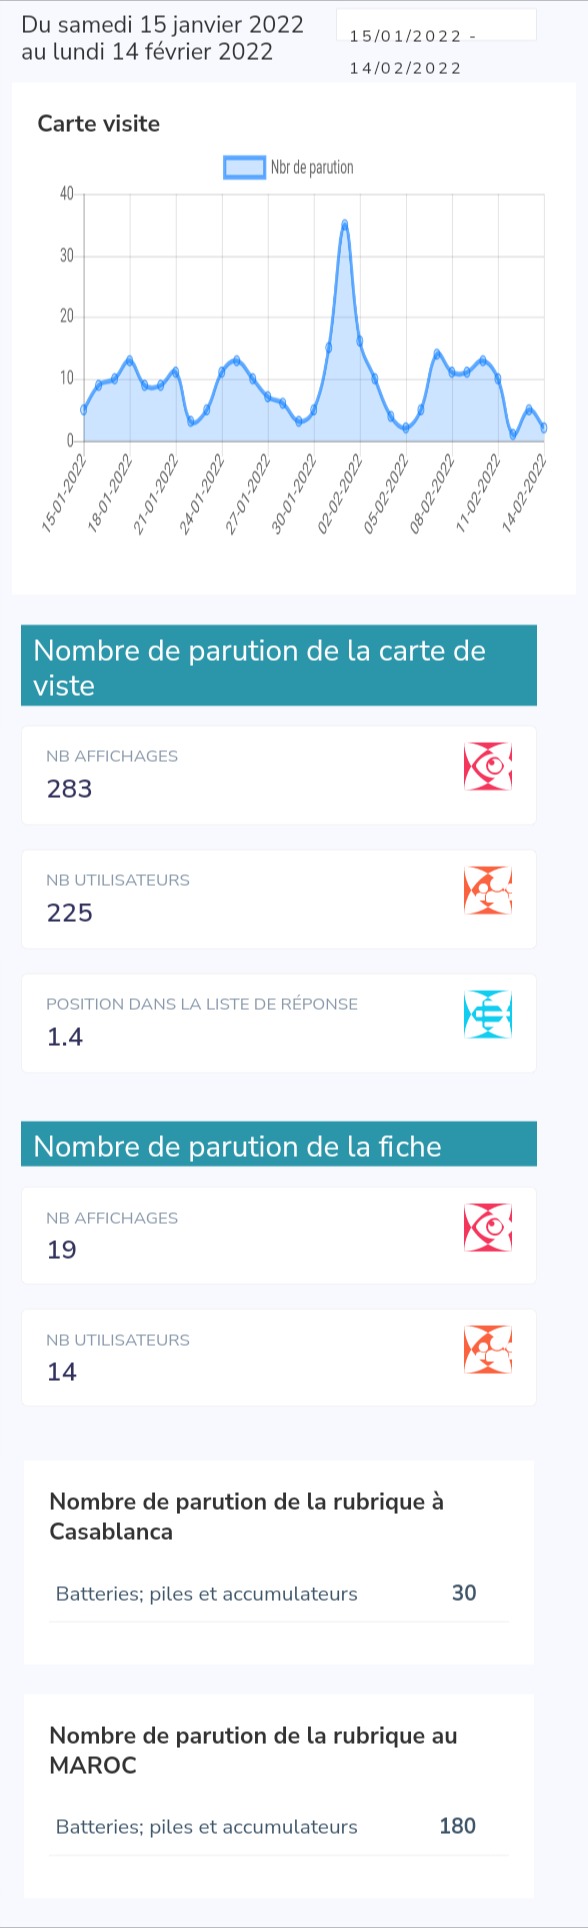 Du samedi 15 janvier 2022
au lundi 14 février 2022
15/01/2022 -
14/02/2022
Carte visite
Nbr de parution
40
30
20
10
0
15-01-2022
18-01-2022
21-01-2022
24-01-2022
27-01-2022
30-01-2022
02-02-2022
05-02-2022
08-02-2022
11-02-2022
14-02-2022
Nombre de parution de la carte de
viste
NB AFFICHAGES
283
NB UTILISATEURS
225
POSITION DANS LA LISTE DE RÉPONSE
1.4
Nombre de parution de la fiche
NB AFFICHAGES
19
NB UTILISATEURS
14
Nombre de parution de la rubrique à
Casablanca
Batteries; piles et accumulateurs 30
Nombre de parution de la rubrique au
MAROC
Batteries; piles et accumulateurs 180